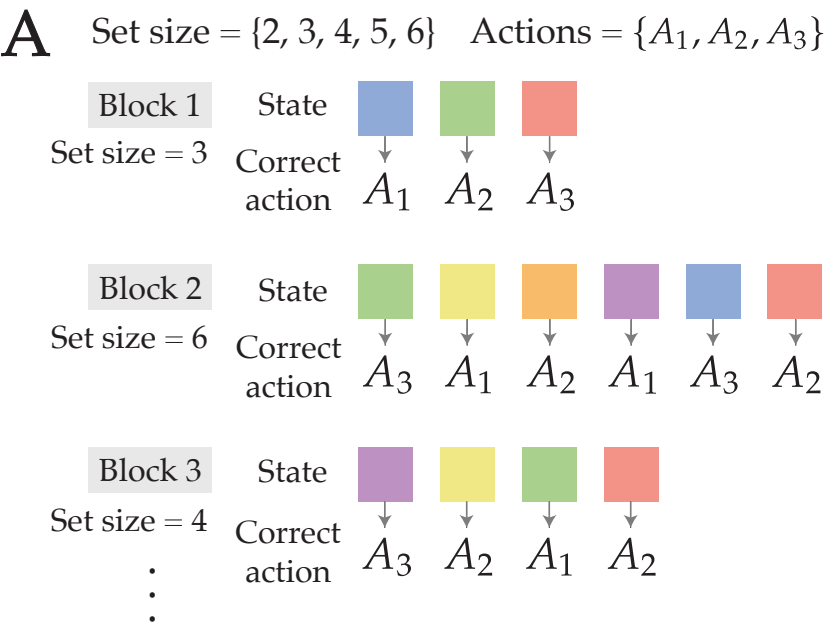 A Set size = {2, 3, 4, 5, 6} Actions = {A₁, A₂, A₃}
Block 1 State
Set size = 3
Correct
action A₁ A₂ A₃
Block 2 State
Set size = 6
Correct
action A₃ A₁ A₂ A₁ A₃ A₂
Block 3 State
Set size = 4
Correct
action A₃ A₂ A₁ A₂